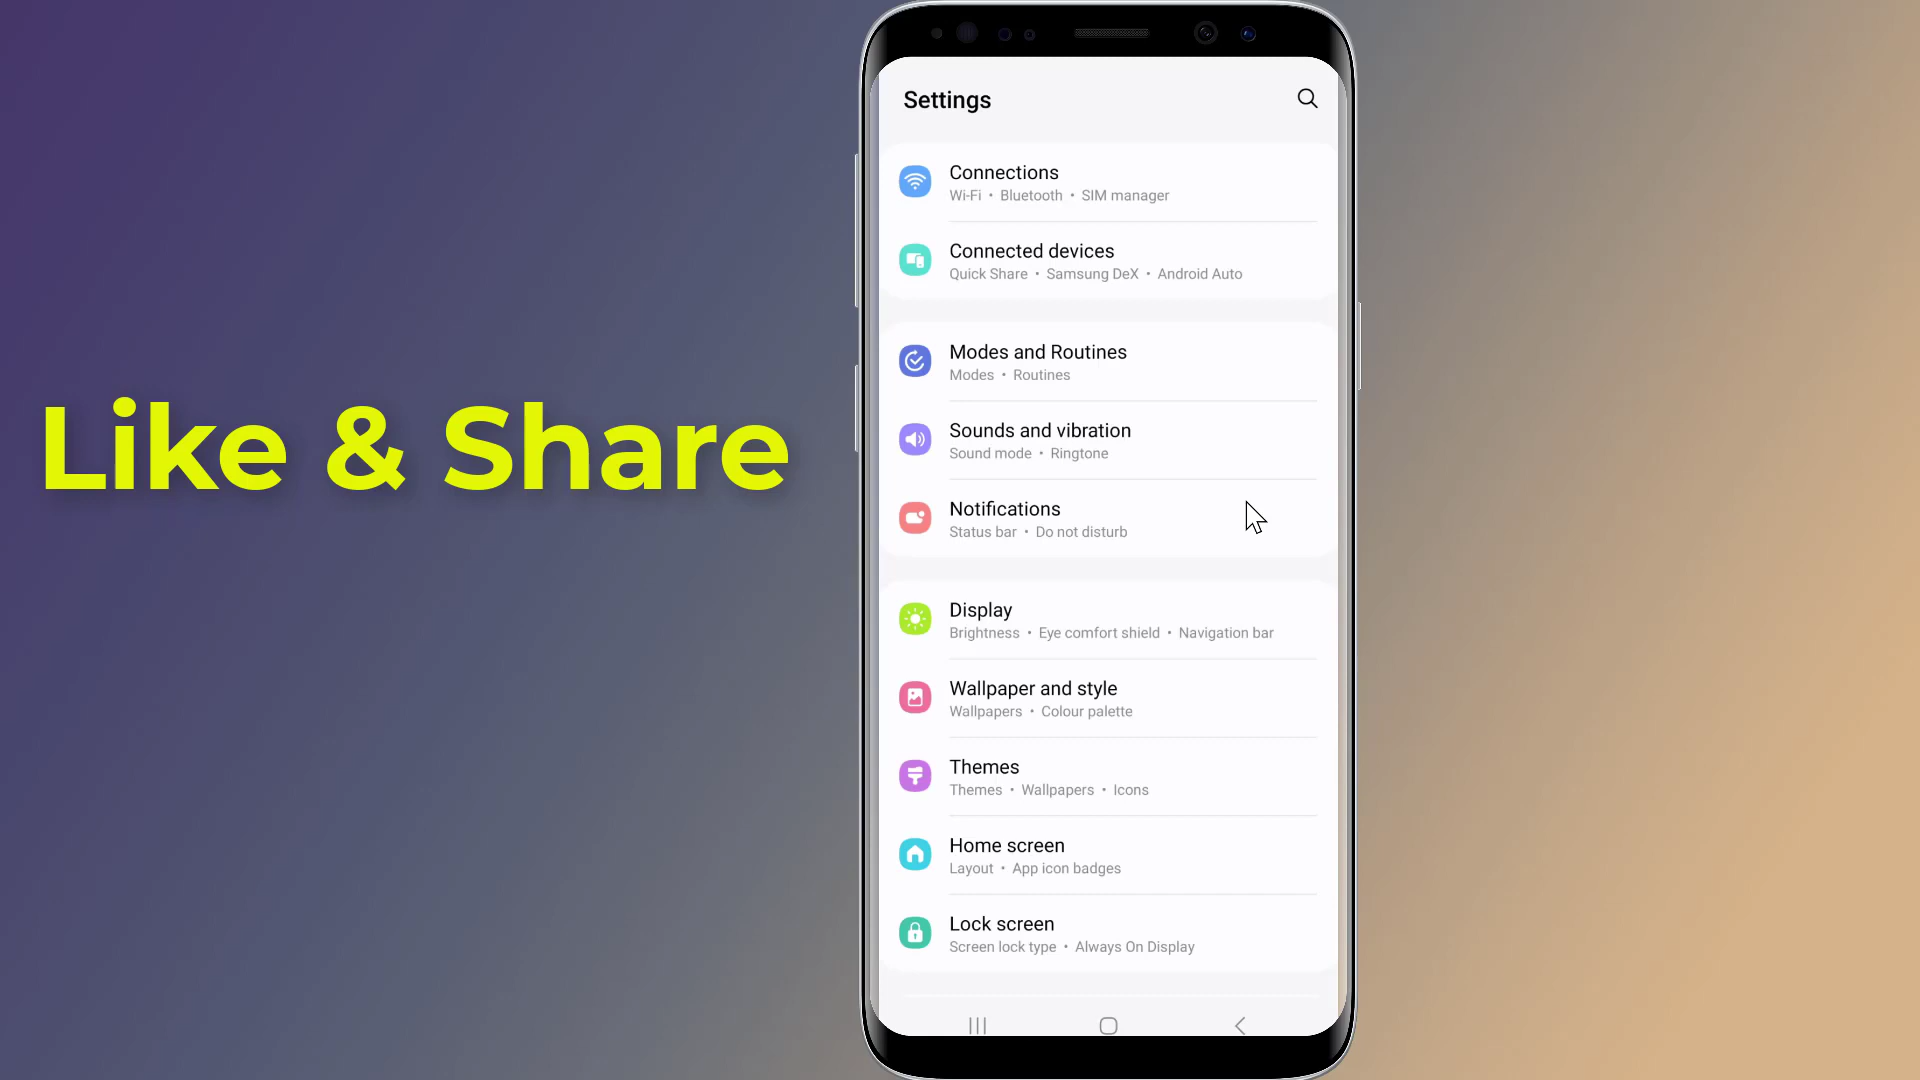 Like & Share
Settings
Connections
Wi-Fi • Bluetooth • SIM manager
Connected devices
Quick Share • Samsung DeX • Android Auto
Modes and Routines
Modes • Routines
Sounds and vibration
Sound mode • Ringtone
Notifications
Status bar • Do not disturb
Display
Brightness • Eye comfort shield • Navigation bar
Wallpaper and style
Wallpapers • Colour palette
Themes
Themes • Wallpapers • Icons
Home screen
Layout • App icon badges
Lock screen
Screen lock type • Always On Display